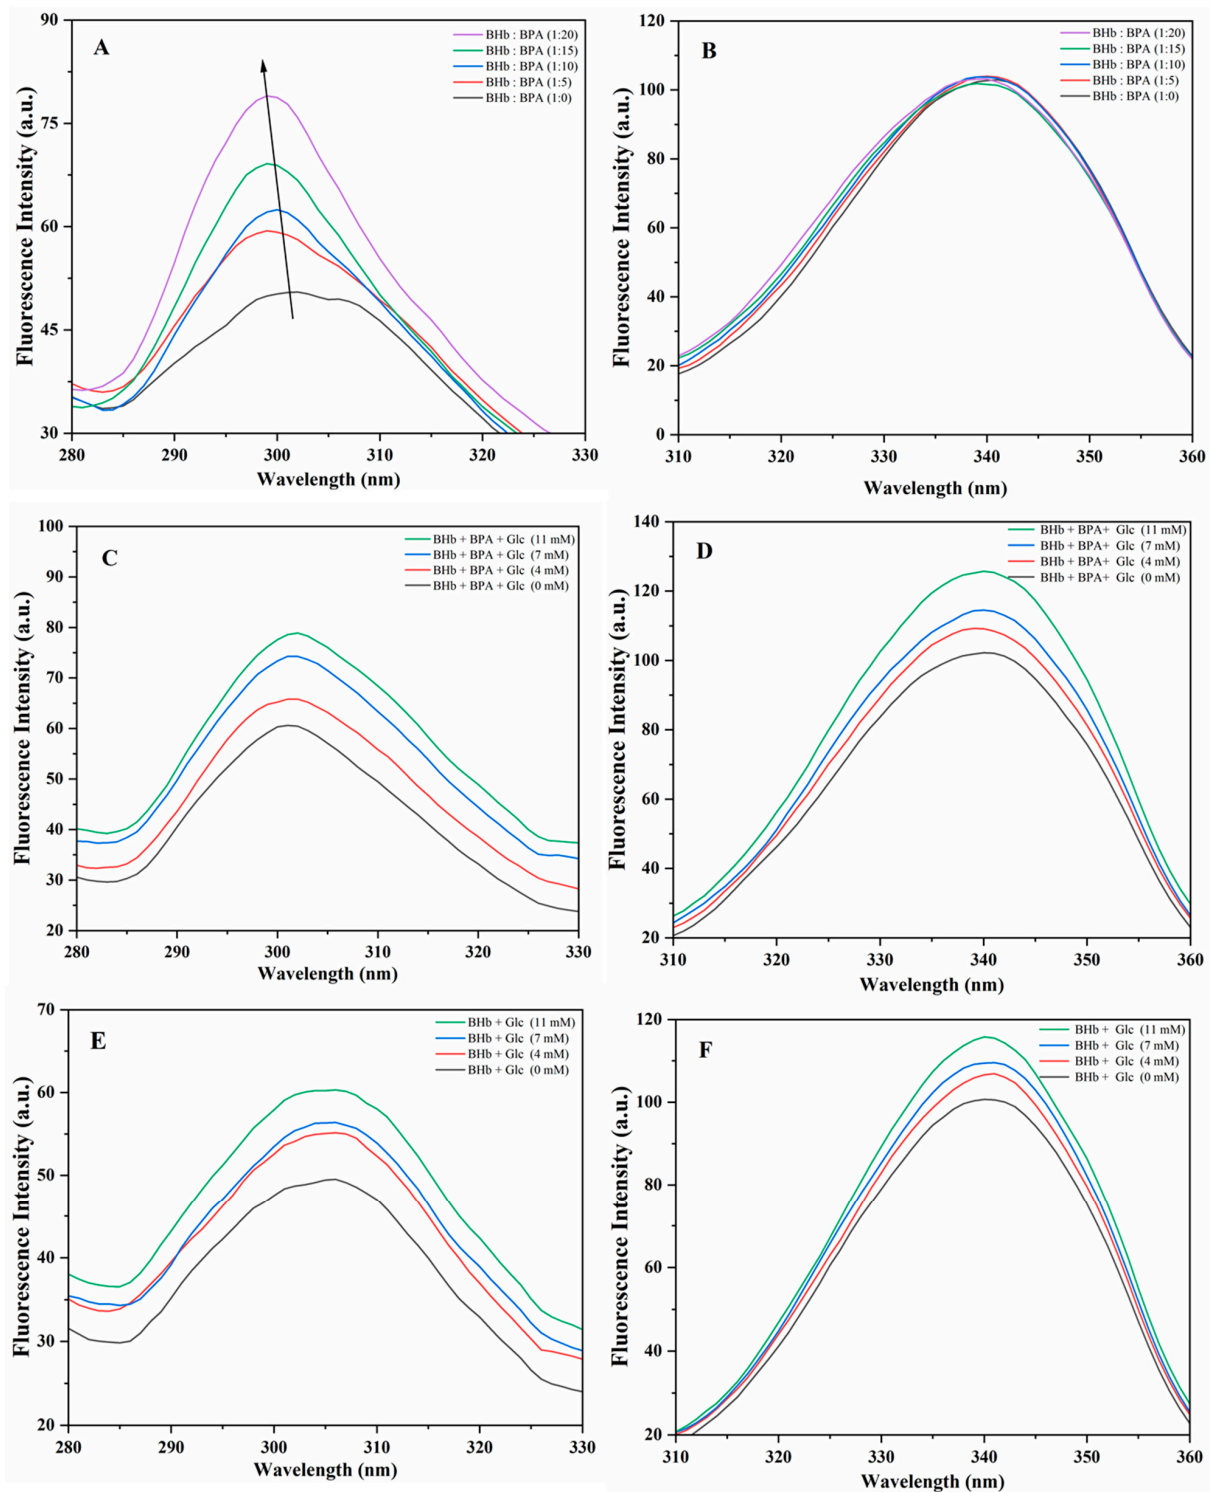 A
BHb : BPA (1:20)
BHb : BPA (1:15)
BHb : BPA (1:10)
BHb : BPA (1:5)
BHb : BPA (1:0)
Fluorescence Intensity (a.u.)
90
75
60
45
30
280 290 300 310 320 330
Wavelength (nm)
B
BHb : BPA (1:20)
BHb : BPA (1:15)
BHb : BPA (1:10)
BHb : BPA (1:5)
BHb : BPA (1:0)
Fluorescence Intensity (a.u.)
120
100
80
60
40
20
0
310 320 330 340 350 360
Wavelength (nm)
C
BHb + BPA + Glc (11 mM)
BHb + BPA + Glc (7 mM)
BHb + BPA + Glc (4 mM)
BHb + BPA + Glc (0 mM)
Fluorescence Intensity (a.u.)
100
90
80
70
60
50
40
30
20
280 290 300 310 320 330
Wavelength (nm)
D
BHb + BPA+ Glc (11 mM)
BHb + BPA+ Glc (7 mM)
BHb + BPA+ Glc (4 mM)
BHb + BPA+ Glc (0 mM)
Fluorescence Intensity (a.u.)
140
120
100
80
60
40
20
310 320 330 340 350 360
Wavelength (nm)
E
BHb + Glc (11 mM)
BHb + Glc (7 mM)
BHb + Glc (4 mM)
BHb + Glc (0 mM)
Fluorescence Intensity (a.u.)
70
60
50
40
30
20
280 290 300 310 320 330
Wavelength (nm)
F
BHb + Glc (11 mM)
BHb + Glc (7 mM)
BHb + Glc (4 mM)
BHb + Glc (0 mM)
Fluorescence Intensity (a.u.)
120
100
80
60
40
20
310 320 330 340 350 360
Wavelength (nm)